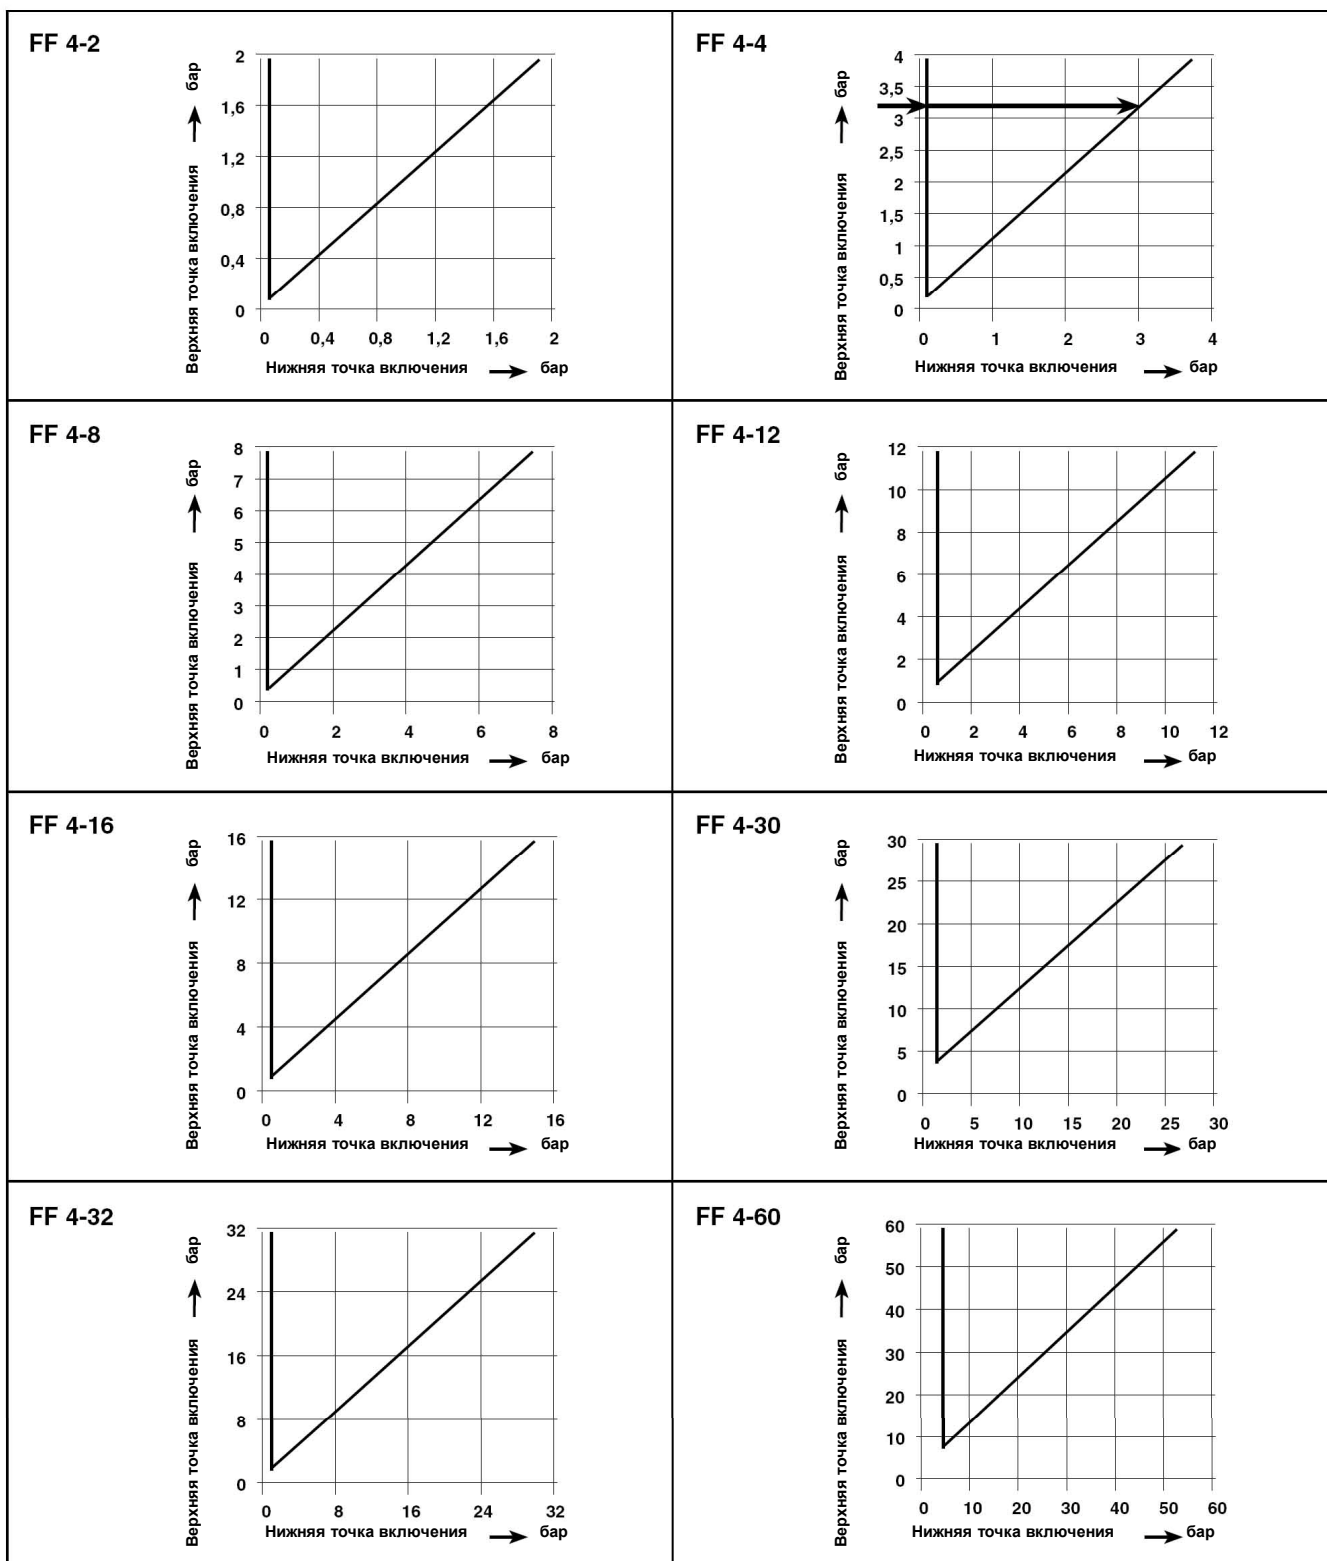 FF 4-2
Верхняя точка включения бар
2
1,6
1,2
0,8
0,4
0
0 0,4 0,8 1,2 1,6 2
Нижняя точка включения бар
FF 4-4
Верхняя точка включения бар
4
3,5
3
2,5
2
1,5
1
0,5
0
0 1 2 3 4
Нижняя точка включения бар
FF 4-8
Верхняя точка включения бар
8
7
6
5
4
3
2
1
0
0 2 4 6 8
Нижняя точка включения бар
FF 4-12
Верхняя точка включения бар
12
10
8
6
4
2
0
0 2 4 6 8 10 12
Нижняя точка включения бар
FF 4-16
Верхняя точка включения бар
16
12
8
4
0
0 4 8 12 16
Нижняя точка включения бар
FF 4-30
Верхняя точка включения бар
30
25
20
15
10
5
0
0 5 10 15 20 25 30
Нижняя точка включения бар
FF 4-32
Верхняя точка включения бар
32
24
16
8
0
0 8 16 24 32
Нижняя точка включения бар
FF 4-60
Верхняя точка включения бар
60
50
40
30
20
10
0
0 10 20 30 40 50 60
Нижняя точка включения бар